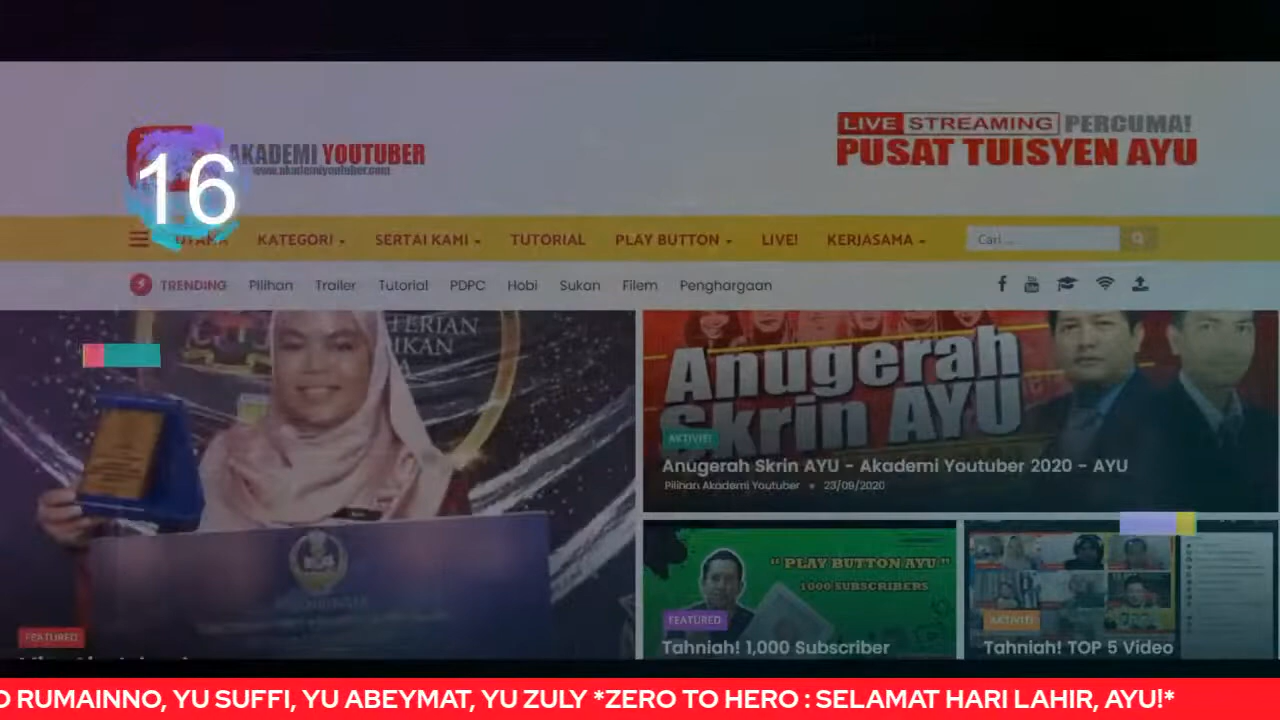 LIVE STREAMING PERCUMA!
PUSAT TUISYEN AYU
AKADEMI YOUTUBER
www.akademiyoutuber.com
16
UTAMA KATEGORI SERTAI KAMI TUTORIAL PLAY BUTTON LIVE! KERJASAMA Cari ...
TRENDING Pilihan Trailer Tutorial PDPC Hobi Sukan Filem Penghargaan
You
Anugerah
Skrin AYU
AKTIVITI
Anugerah Skrin AYU - Akademi Youtuber 2020 - AYU
Pilihan Akademi Youtuber 23/09/2020
" PLAY BUTTON AYU "
1000 SUBSCRIBERS
FEATURED
FEATURED
Tahniah! 1,000 Subscriber
AKTIVITI
Tahniah! TOP 5 Video
O RUMAINNO, YU SUFFI, YU ABEYMAT, YU ZULY *ZERO TO HERO : SELAMAT HARI LAHIR, AYU!*